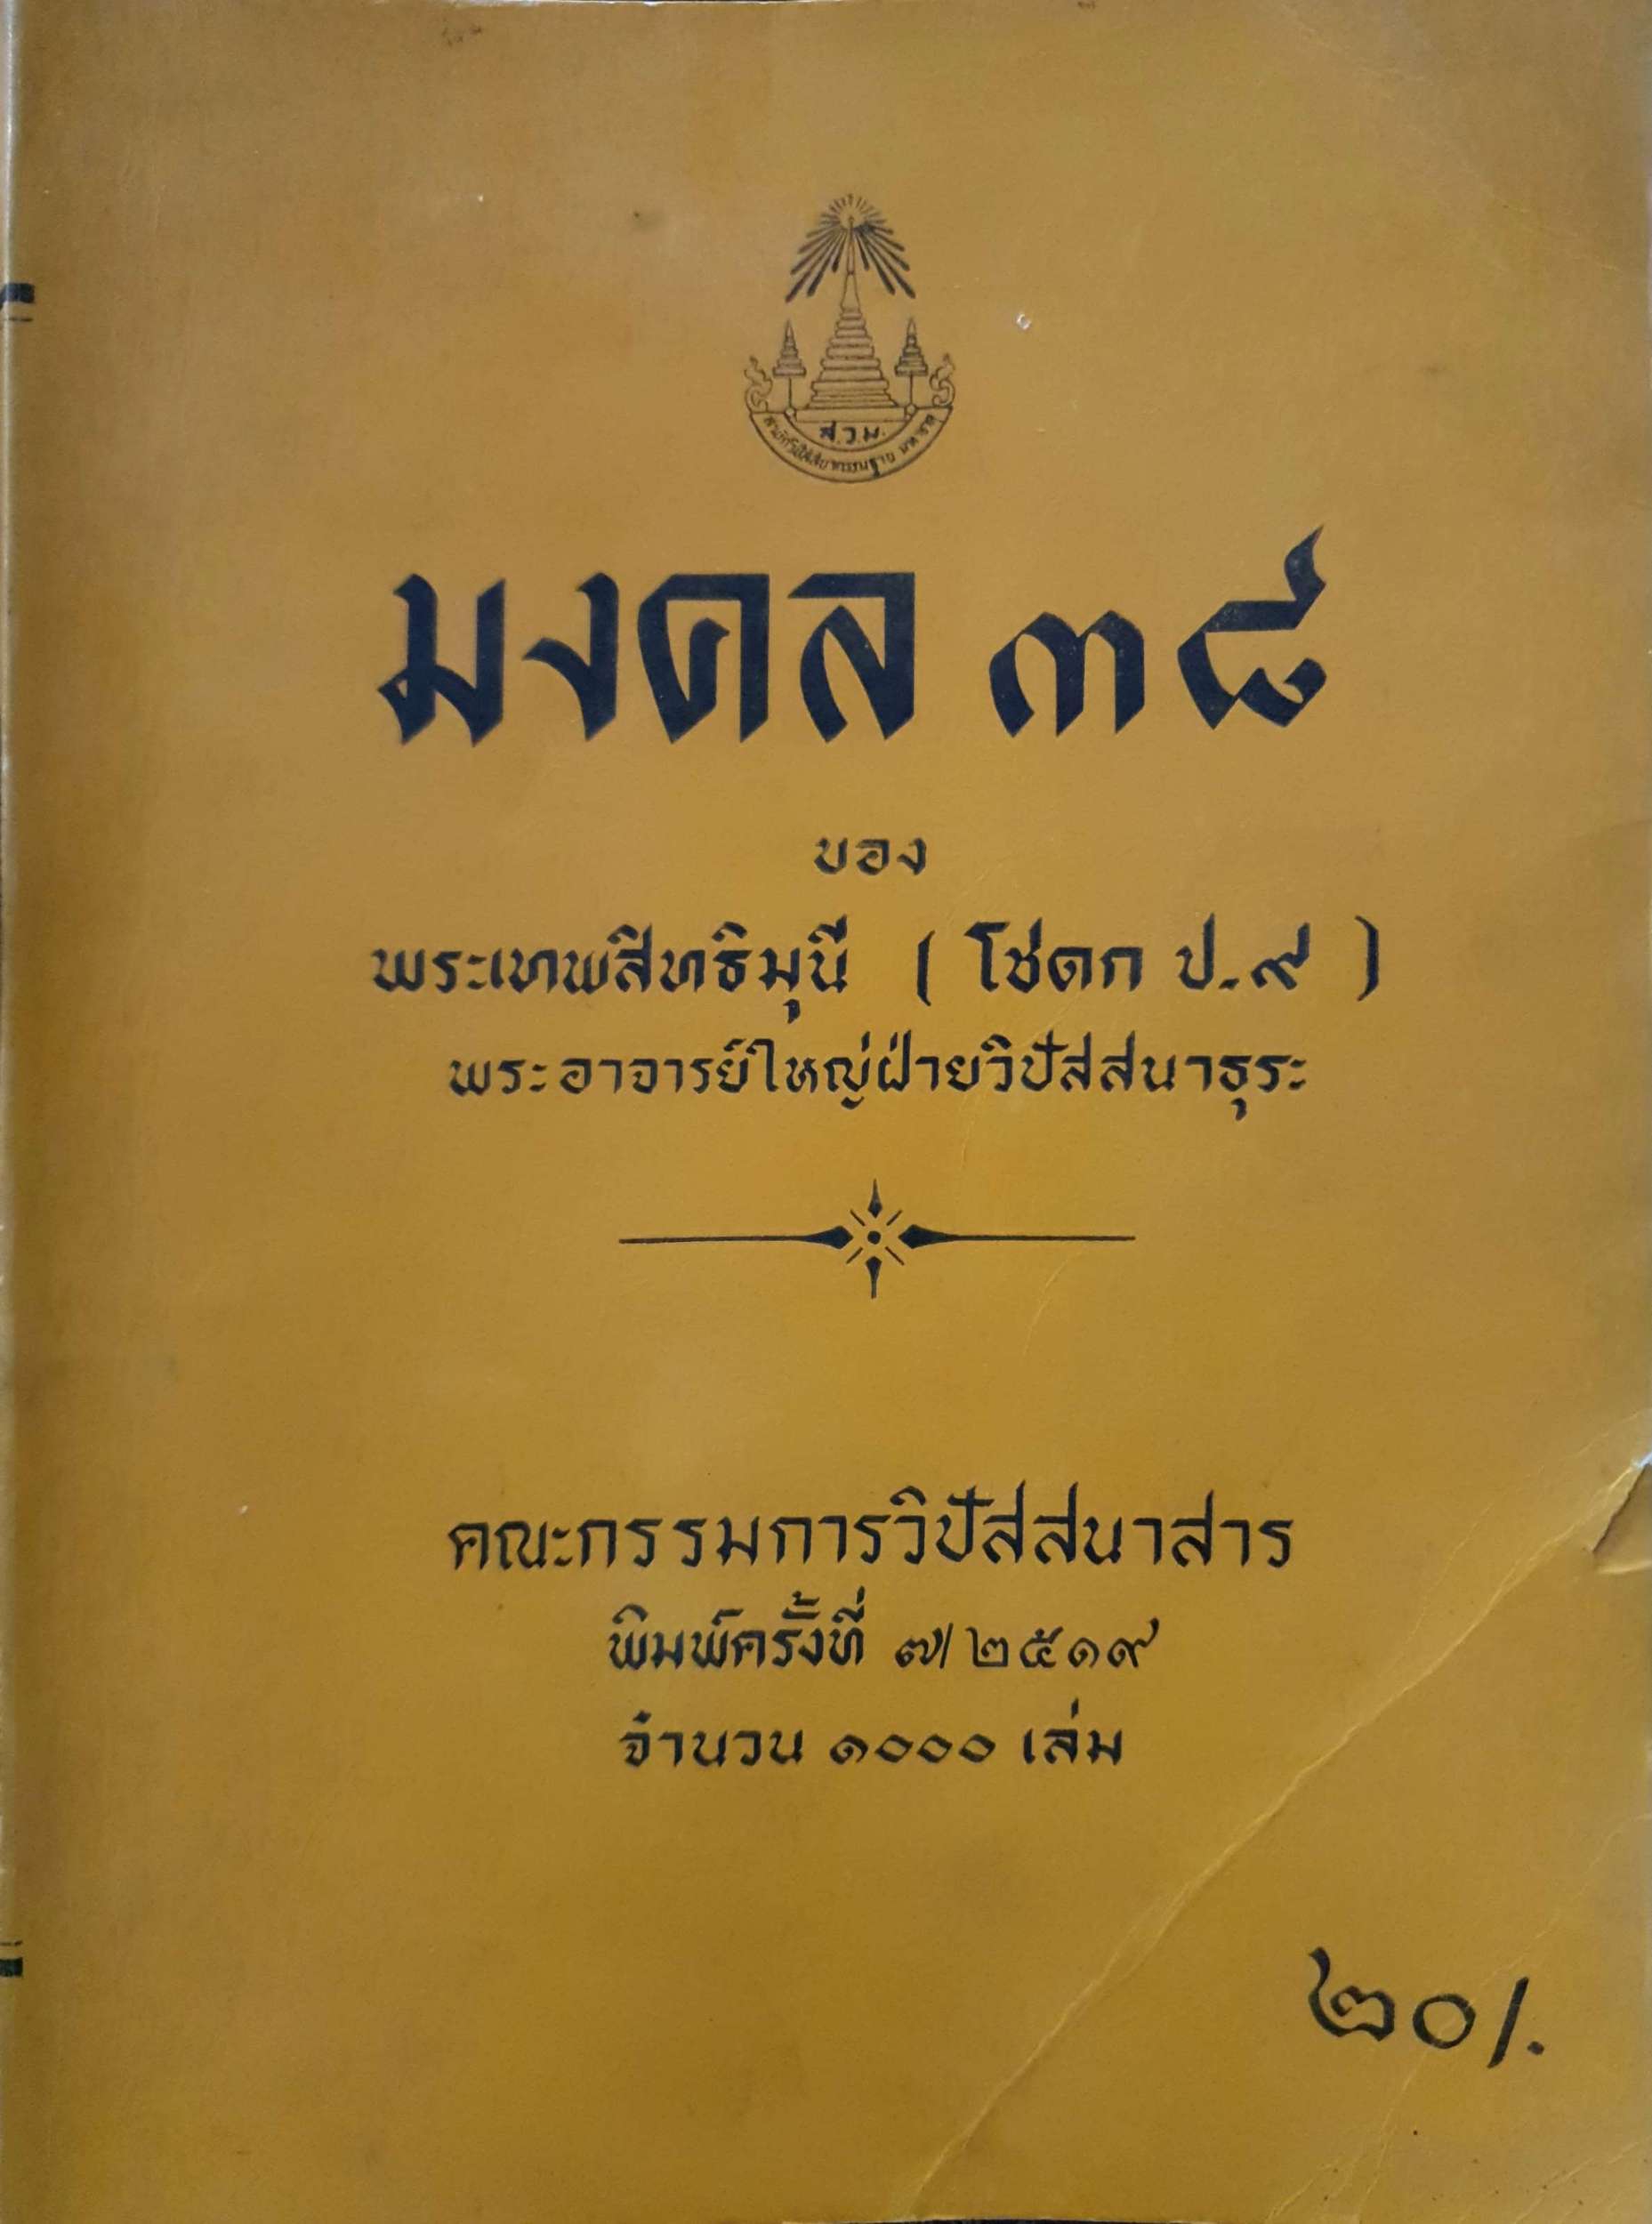 ส.ว.ม.
มงคล ๓๘
ของ
พระเทพสิทธิมุนี ( โชดก ป.๙ )
พระอาจารย์ใหญ่ฝ่ายวิปัสสนาธุระ
คณะกรรมการวิปัสสนาสาร
พิมพ์ครั้งที่ ๗/๒๕๑๙
จำนวน ๑๐๐๐ เล่ม
๒๐/.